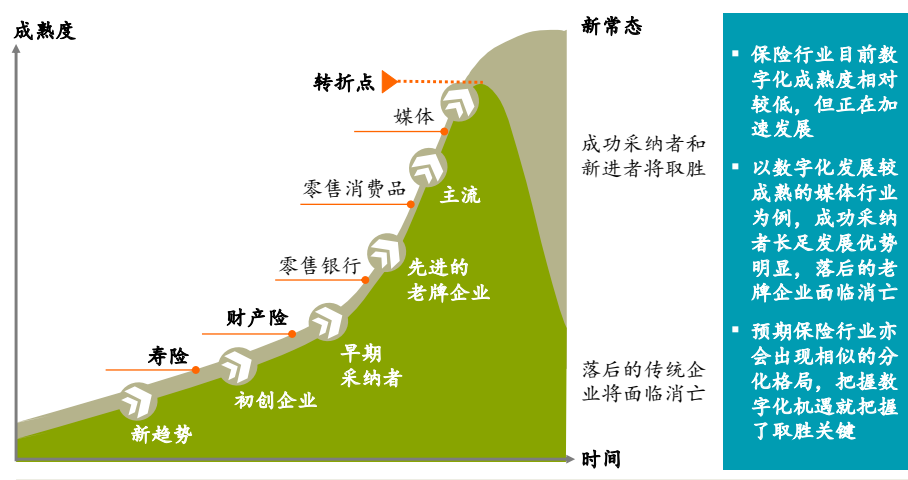 成熟度
新常态
转折点
媒体
成功采纳者和
新进者将取胜
零售消费品
主流
零售银行
先进的
老牌企业
财产险
早期
采纳者
寿险
初创企业
新趋势
落后的传统企
业将面临消亡
时间
▪ 保险行业目前数
字化成熟度相对
较低，但正在加
速发展
▪ 以数字化发展较
成熟的媒体行业
为例，成功采纳
者长足发展优势
明显，落后的老
牌企业面临消亡
▪ 预期保险行业亦
会出现相似的分
化格局，把握数
字化机遇就把握
了取胜关键